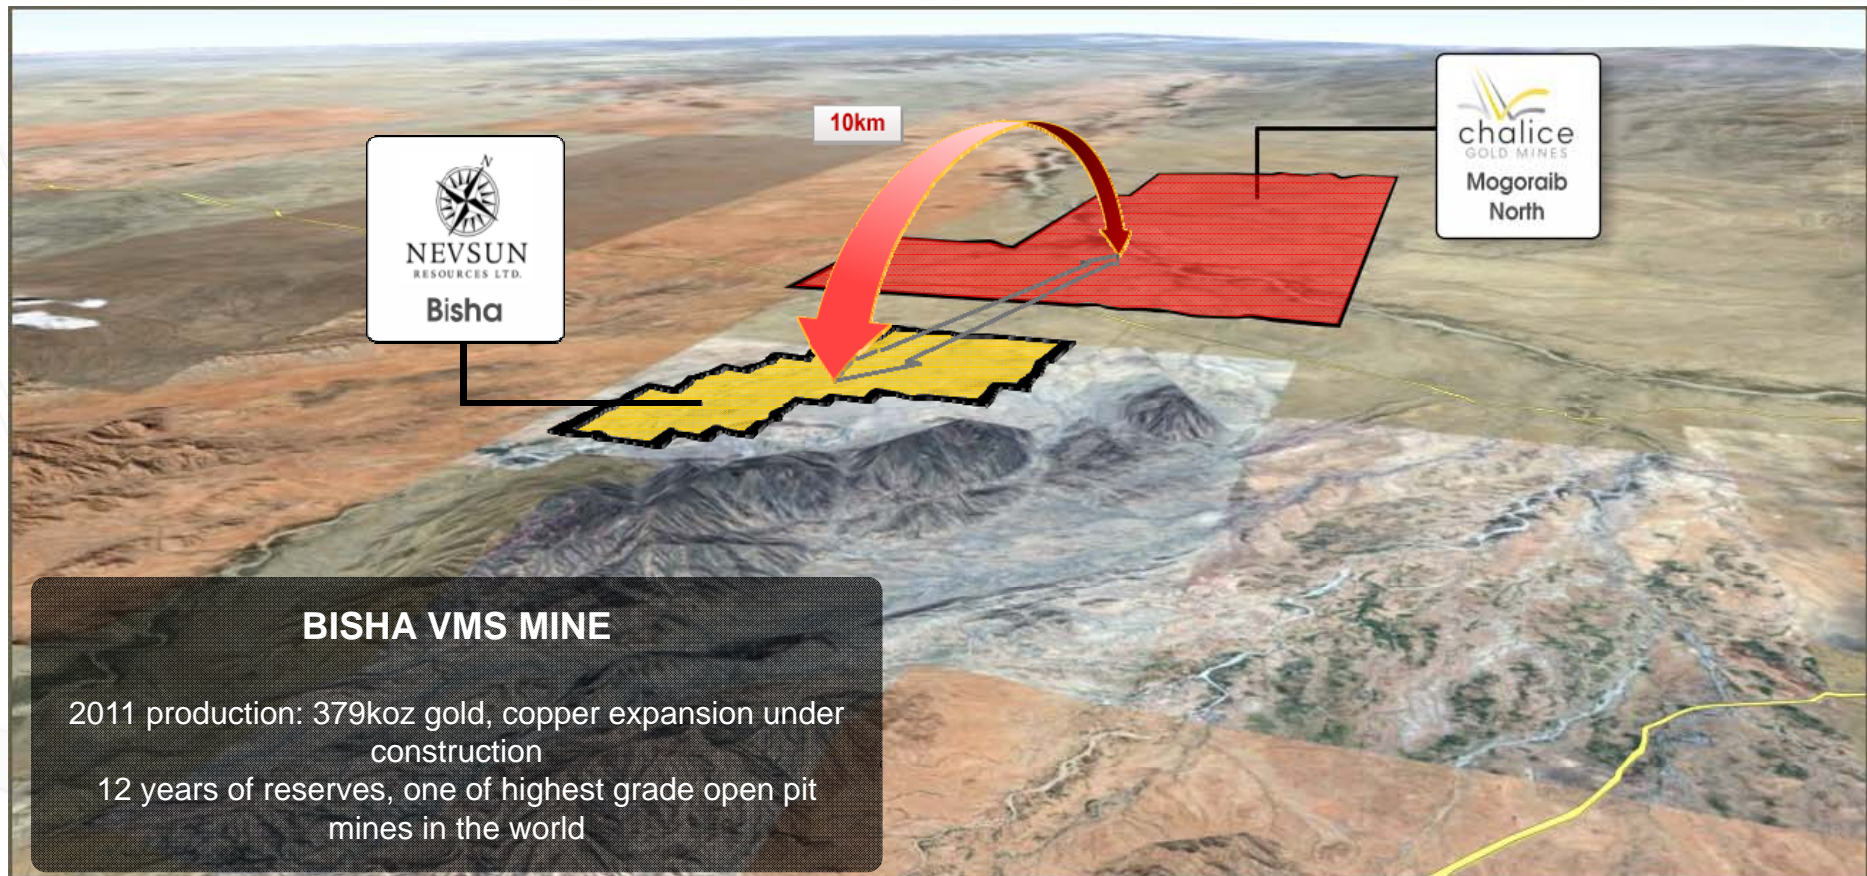 10km
N
NEVSUN
RESOURCES LTD.
Bisha
chalice
GOLD MINES
Mogoraib
North
BISHA VMS MINE
2011 production: 379koz gold, copper expansion under
construction
12 years of reserves, one of highest grade open pit
mines in the world